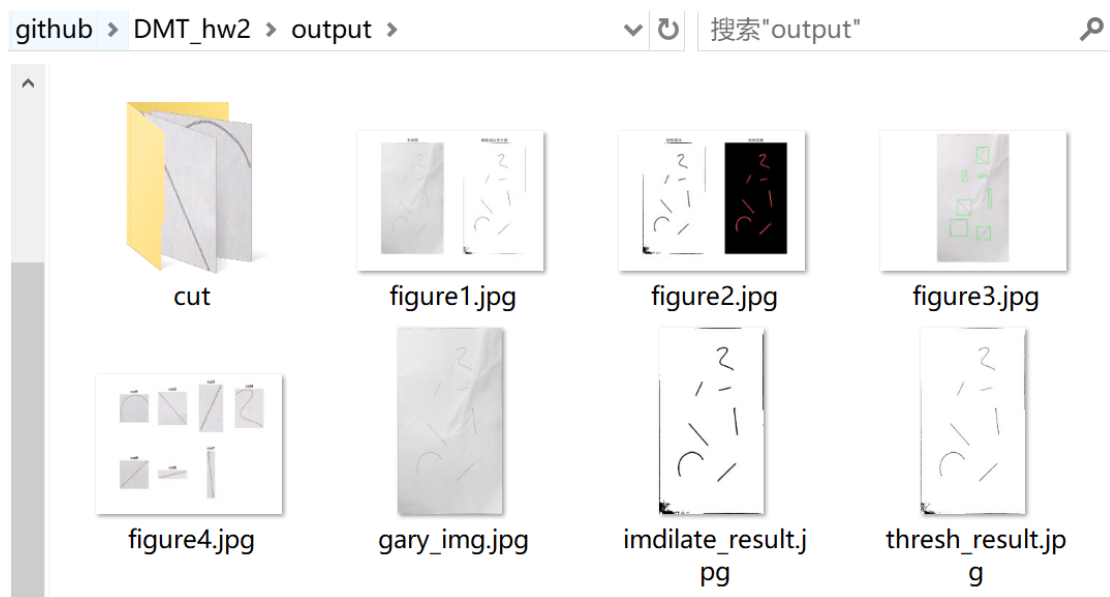 github > DMT_hw2 > output >
搜索"output"
cut
figure1.jpg
figure2.jpg
figure3.jpg
figure4.jpg
gary_img.jpg
imdilate_result.j
pg
thresh_result.jp
g